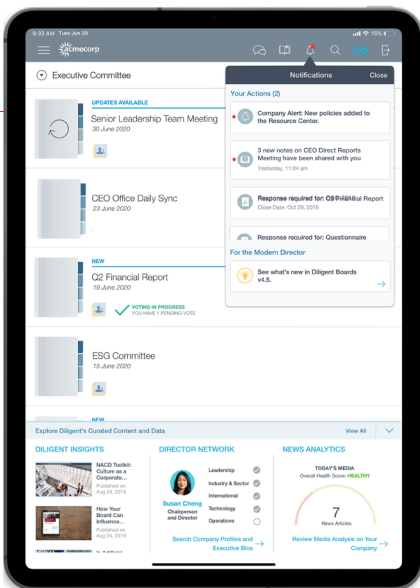 9:33 AM Tues Jun 30
15%
acmecorp
Executive Committee
Notifications
Close
Your Actions (2)
Company Alert: New policies added to
the Resource Center.
3 new notes on CEO Direct Reports
Meeting have been shared with you
Yesterday, 11:04 am
Response required for: Financial Report
Close Date: Oct 28, 2019
Response required for: Questionnaire
For the Modern Director
See what's new in Diligent Boards
v4.5.
UPDATES AVAILABLE
Senior Leadership Team Meeting
30 June 2020
CEO Office Daily Sync
23 June 2020
NEW
Q2 Financial Report
19 June 2020
VOTING IN PROGRESS
YOU HAVE 1 PENDING VOTE
ESG Committee
15 June 2020
NEW
Explore Diligent's Curated Content and Data
View All
DILIGENT INSIGHTS
NACD Toolkit:
Culture as a
Corporate...
Published on
Aug 24, 2019
How Your
Board Can
Influence...
Published on
Aug 24, 2019
DIRECTOR NETWORK
Susan Cheng
Chairperson
and Director
Leadership
Industry & Sector
International
Technology
Operations
Search Company Profiles and
Executive Bios
NEWS ANALYTICS
TODAY'S MEDIA
Overall Health Score: HEALTHY
7
News Articles
Review Media Analysis on Your
Company